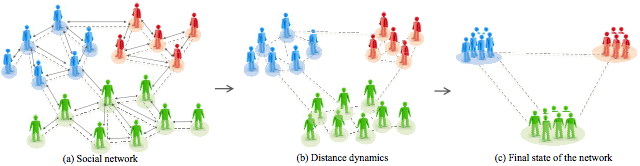 (a) Social network
(b) Distance dynamics
(c) Final state of the network